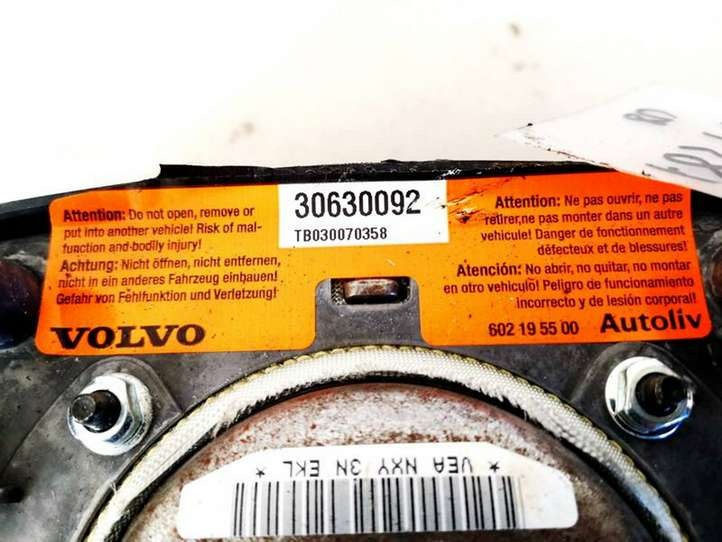 Attention: Do not open, remove or
put into another vehicle! Risk of mal-
function and-bodily injury!
Achtung: Nicht öffnen, nicht entfernen,
nicht in ein anderes Fahrzeug einbauen!
Gefahr von Fehlfunktion und Verletzung!
VOLVO
30630092
TB030070358
Attention: Ne pas ouvrir, ne pas
retirer,ne pas monter dans un autre
vehicule! Danger de fonctionnement
défecteux et de blessures!
Atención: No abrir, no quitar, no montar
en otro vehiculo! Peligro de funcionamiento
incorrecto y de lesión corporal!
602 19 55 00 Autoliv
* VEA NXY 3N EKL *